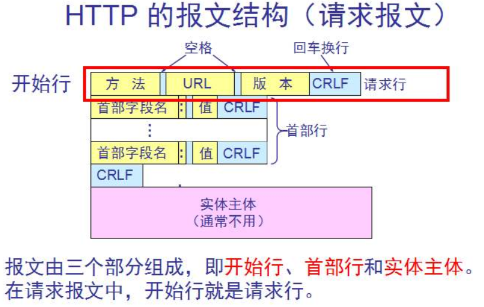 HTTP 的报文结构（请求报文）
空格 回车换行
开始行 方 法 URL 版 本 CRLF 请求行
首部字段名 : 值 CRLF
⋮ 首部行
首部字段名 : 值 CRLF
CRLF
实体主体
（通常不用）
报文由三个部分组成，即开始行、首部行和实体主体。
在请求报文中，开始行就是请求行。